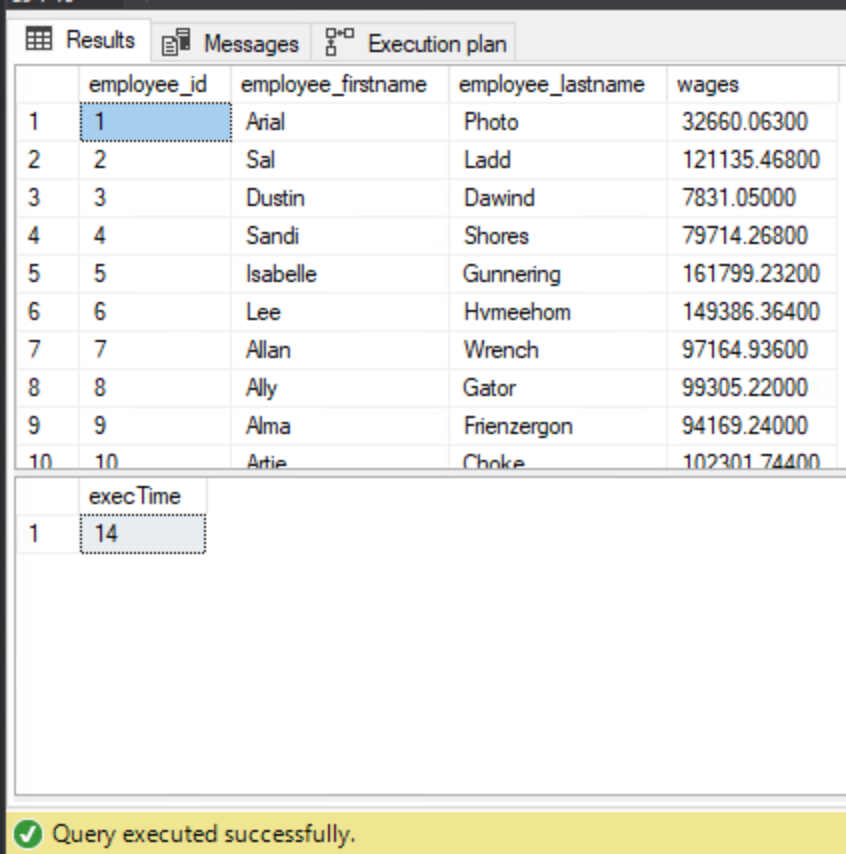 Results Messages Execution plan
employee_id employee_firstname employee_lastname wages
1 1 Arial Photo 32660.06300
2 2 Sal Ladd 121135.46800
3 3 Dustin Dawind 7831.05000
4 4 Sandi Shores 79714.26800
5 5 Isabelle Gunnering 161799.23200
6 6 Lee Hvmeehom 149386.36400
7 7 Allan Wrench 97164.93600
8 8 Ally Gator 99305.22000
9 9 Alma Frienzergon 94169.24000
10 10 Artie Choke 102301.74400
execTime
1 14
Query executed successfully.